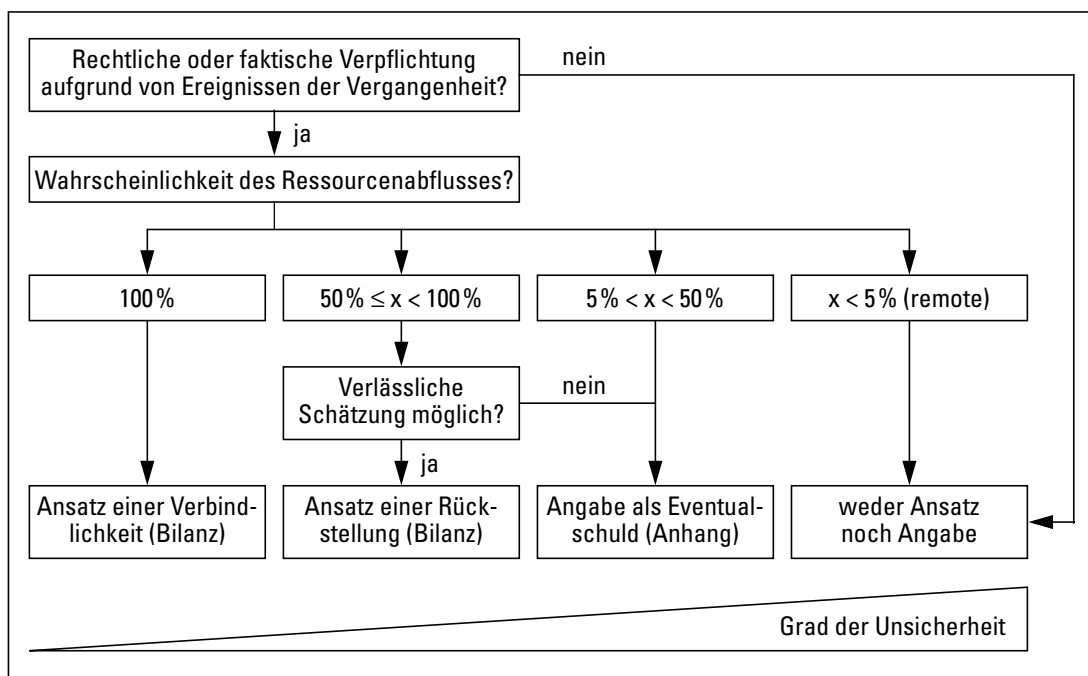 Rechtliche oder faktische Verpflichtung
aufgrund von Ereignissen der Vergangenheit?
nein
ja
Wahrscheinlichkeit des Ressourcenabflusses?
100 %
50 % ≤ x < 100 %
5 % < x < 50 %
x < 5 % (remote)
Verlässliche
Schätzung möglich?
nein
ja
Ansatz einer Verbind-
lichkeit (Bilanz)
Ansatz einer Rück-
stellung (Bilanz)
Angabe als Eventual-
schuld (Anhang)
weder Ansatz
noch Angabe
Grad der Unsicherheit